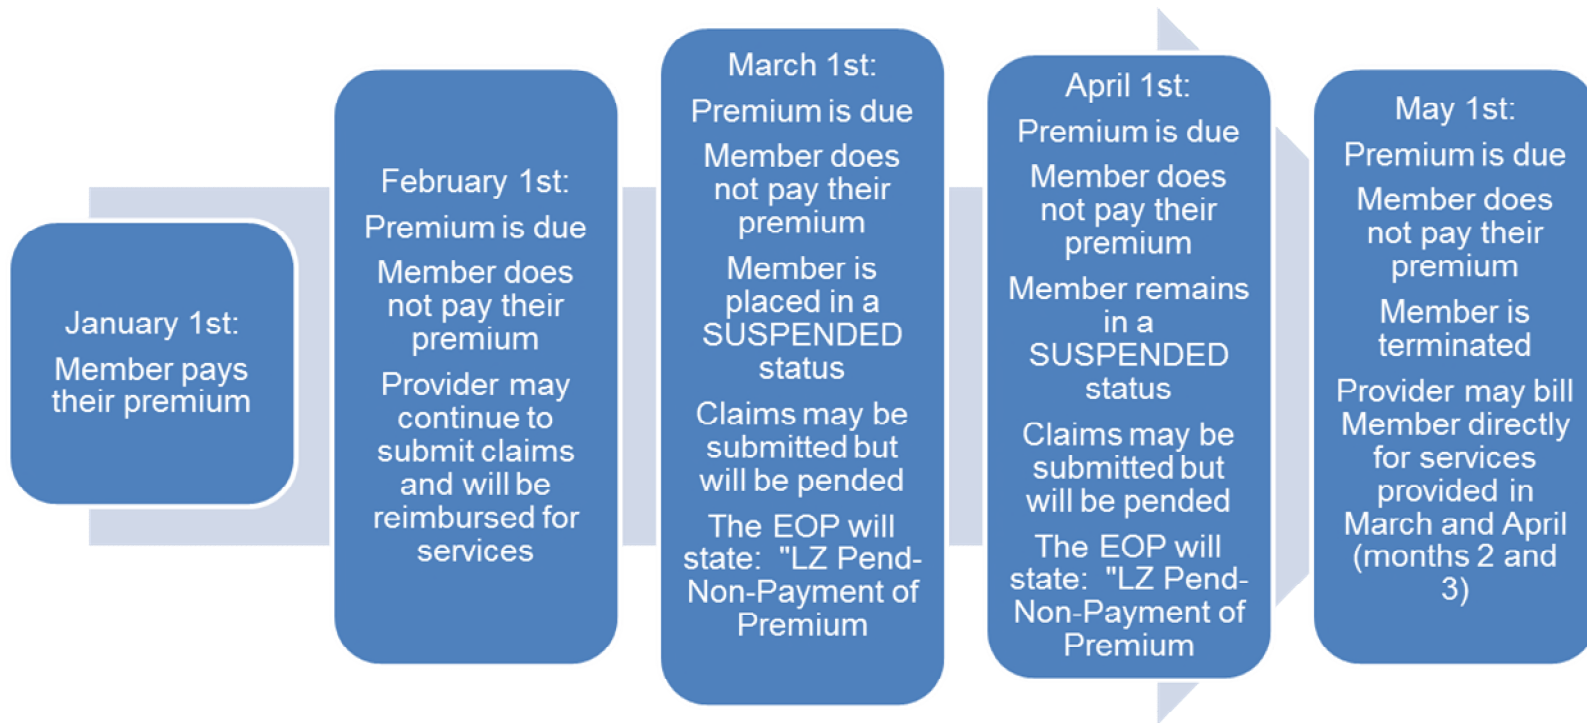 January 1st:
Member pays
their premium
February 1st:
Premium is due
Member does
not pay their
premium
Provider may
continue to
submit claims
and will be
reimbursed for
services
March 1st:
Premium is due
Member does
not pay their
premium
Member is
placed in a
SUSPENDED
status
Claims may be
submitted but
will be pended
The EOP will
state:  "LZ Pend-
Non-Payment of
Premium
April 1st:
Premium is due
Member does
not pay their
premium
Member remains
in a
SUSPENDED
status
Claims may be
submitted but
will be pended
The EOP will
state:  "LZ Pend-
Non-Payment of
Premium
May 1st:
Premium is due
Member does
not pay their
premium
Member is
terminated
Provider may bill
Member directly
for services
provided in
March and April
(months 2 and
3)